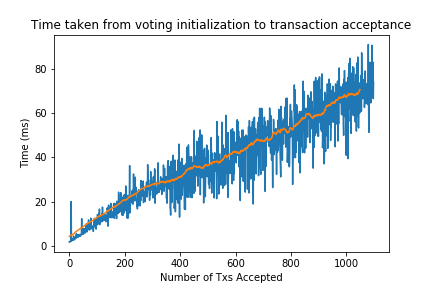 Time taken from voting initialization to transaction acceptance
80
60
40
20
0
Time (ms)
0 200 400 600 800 1000
Number of Txs Accepted